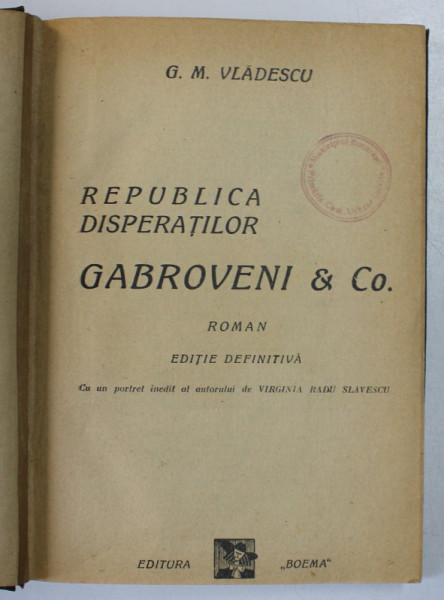 G. M. VLĂDESCU
REPUBLICA
DISPERAȚILOR
GABROVENI & Co.
ROMAN
EDIȚIE DEFINITIVĂ
Cu un portret inedit al autorului de VIRGINIA RADU SLĂVESCU
EDITURA „BOEMA“